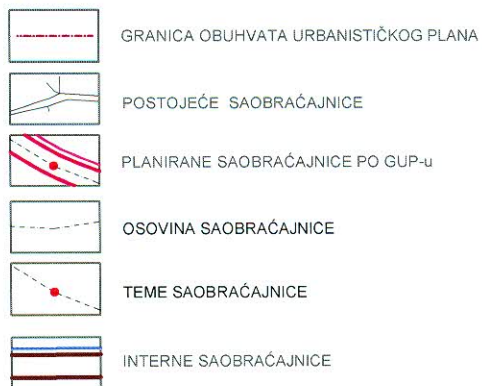 GRANICA OBUHVATA URBANISTIČKOG PLANA
POSTOJEĆE SAOBRAĆAJNICE
PLANIRANE SAOBRAĆAJNICE PO GUP-u
OSOVINA SAOBRAĆAJNICE
TEME SAOBRAĆAJNICE
INTERNE SAOBRAĆAJNICE